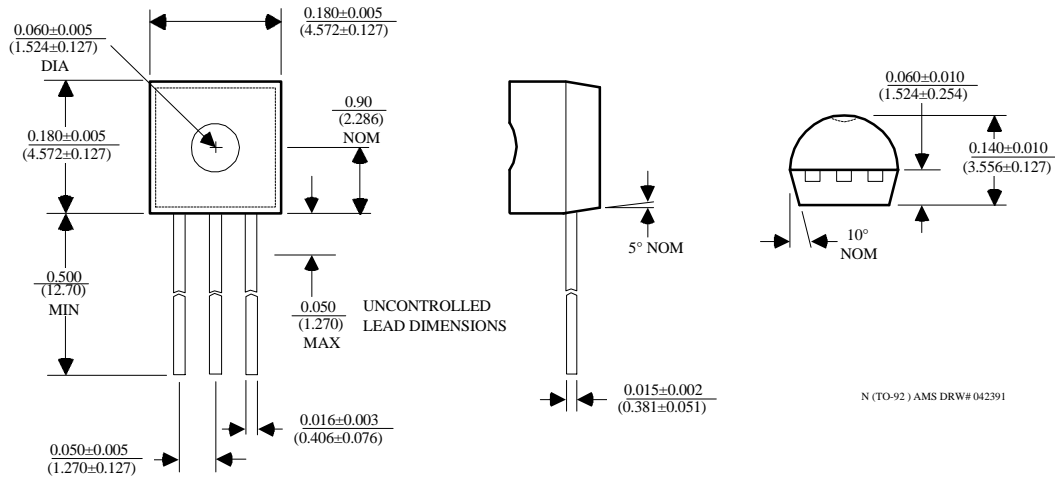 0.060±0.005
(1.524±0.127)
DIA
0.180±0.005
(4.572±0.127)
0.180±0.005
(4.572±0.127)
0.90
(2.286)
NOM
0.500
(12.70)
MIN
0.050
(1.270)
MAX
UNCONTROLLED
LEAD DIMENSIONS
0.016±0.003
(0.406±0.076)
0.050±0.005
(1.270±0.127)
5° NOM
0.015±0.002
(0.381±0.051)
0.060±0.010
(1.524±0.254)
0.140±0.010
(3.556±0.127)
10°
NOM
N (TO-92 ) AMS DRW# 042391